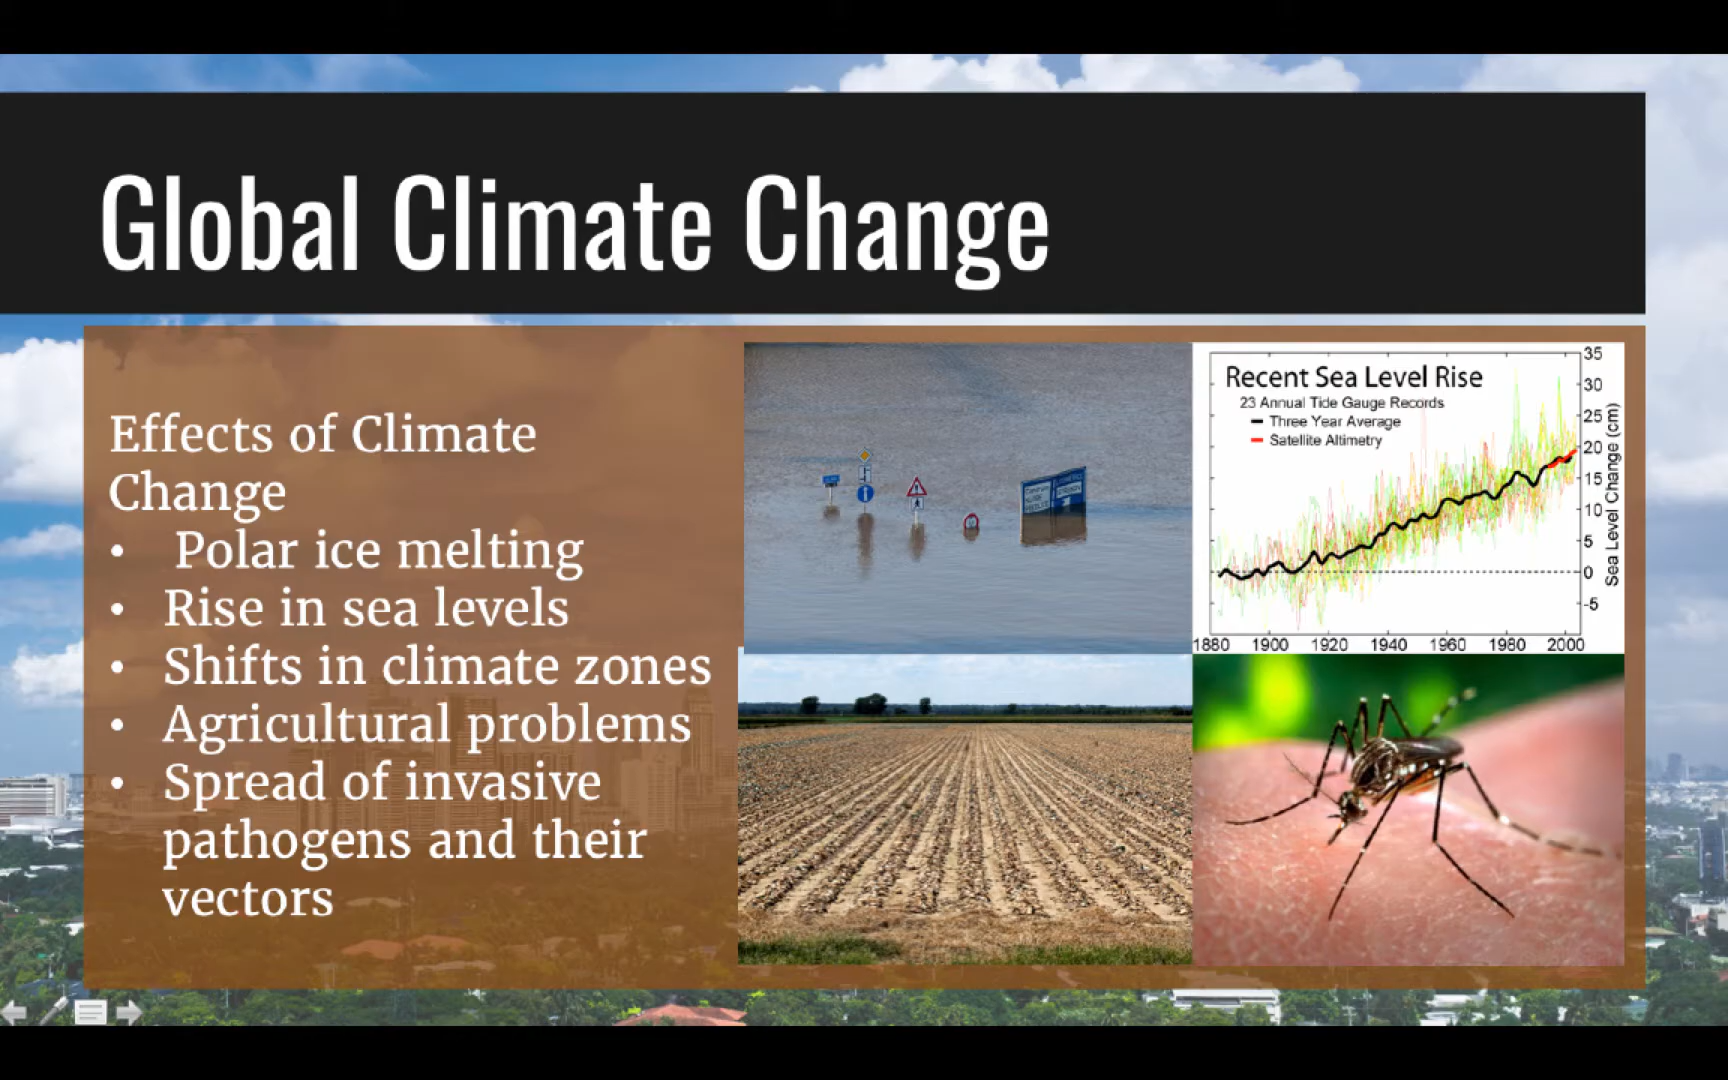 Global Climate Change
Effects of Climate
Change
• Polar ice melting
• Rise in sea levels
• Shifts in climate zones
• Agricultural problems
• Spread of invasive
pathogens and their
vectors
Recent Sea Level Rise
23 Annual Tide Gauge Records
Three Year Average
Satellite Altimetry
35
30
25
20
15
10
5
0
-5
Sea Level Change (cm)
1880 1900 1920 1940 1960 1980 2000